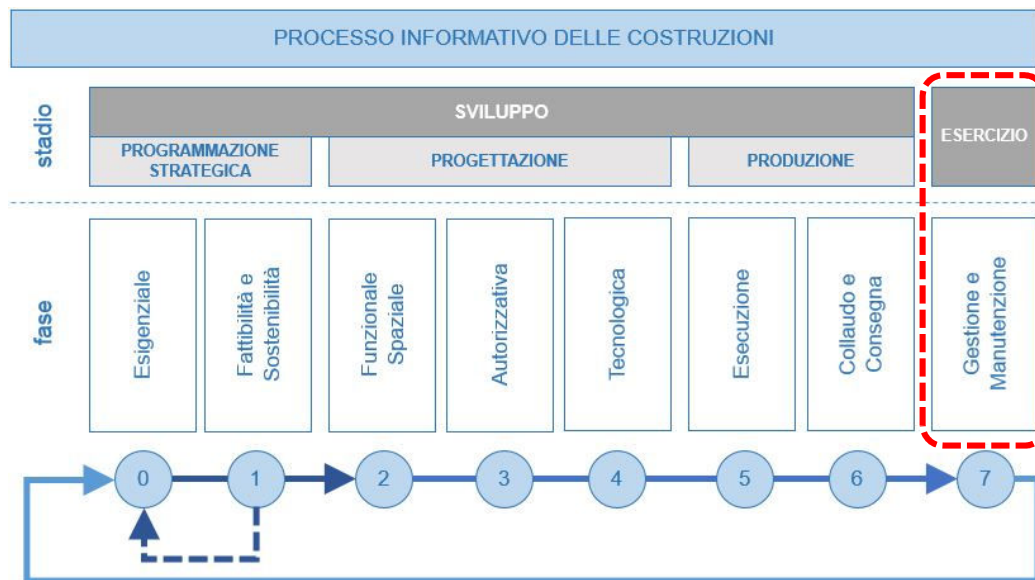 PROCESSO INFORMATIVO DELLE COSTRUZIONI
stadio
SVILUPPO
ESERCIZIO
PROGRAMMAZIONE
STRATEGICA
PROGETTAZIONE
PRODUZIONE
fase
Esigenziale
Fattibilità e
Sostenibilità
Funzionale
Spaziale
Autorizzativa
Tecnologica
Esecuzione
Collaudo e
Consegna
Gestione e
Manutenzione
0
1
2
3
4
5
6
7